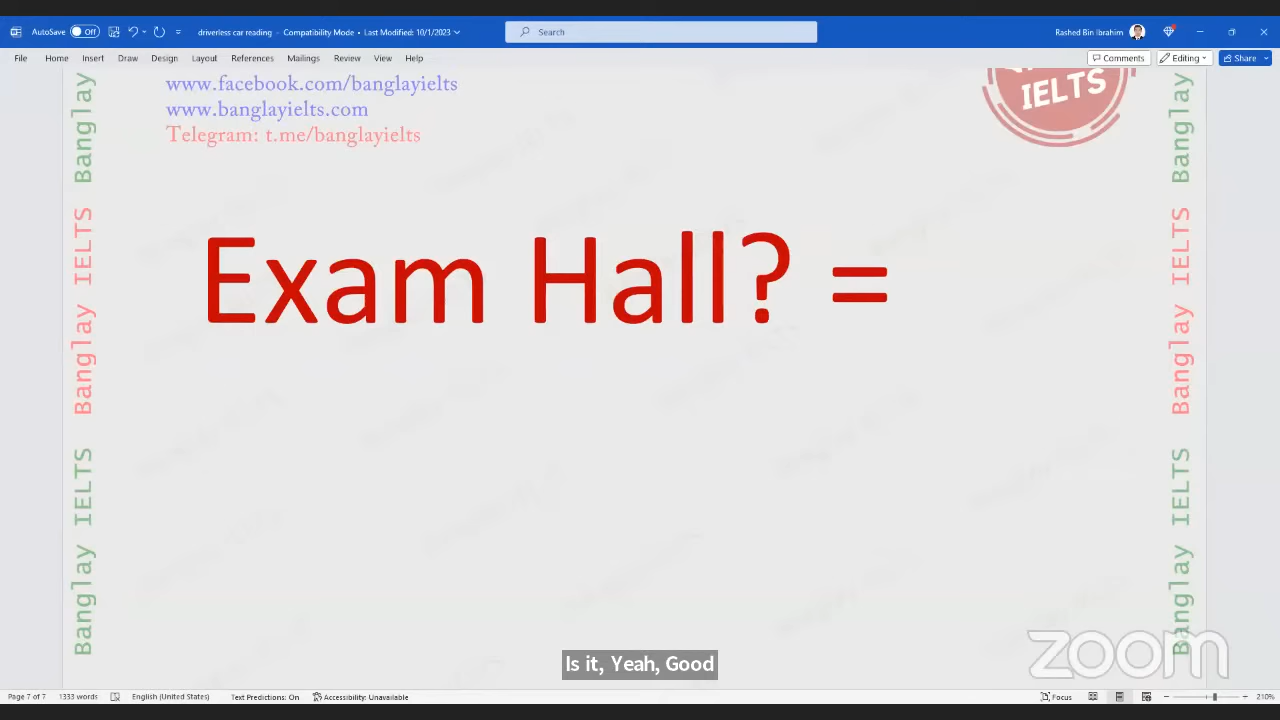 AutoSave Off driverless car reading - Compatibility Mode • Last Modified: 10/1/2023 Search Rashed Bin Ibrahim
File Home Insert Draw Design Layout References Mailings Review View Help Comments Editing Share
www.facebook.com/banglayielts
www.banglayielts.com
Telegram: t.me/banglayielts
IELTS
Banglay IELTS Banglay IELTS Banglay
Banglay IELTS Banglay IELTS Banglay
Exam Hall? =
Is it, Yeah, Good
zoom
Page 7 of 7 1333 words English (United States) Text Predictions: On Accessibility: Unavailable Focus 210%